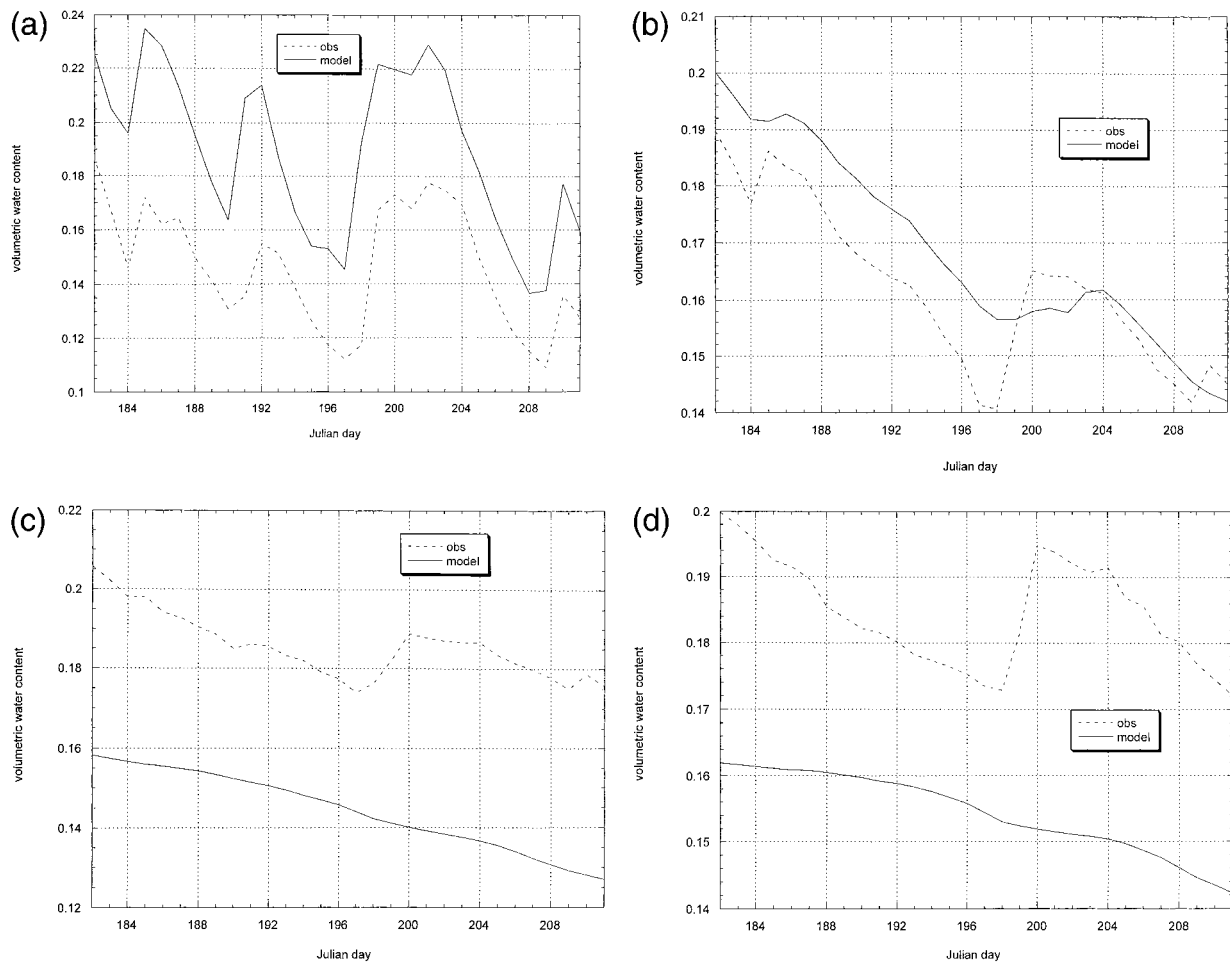 (a)
0.24
0.22
0.2
0.18
0.16
0.14
0.12
0.1
volumetric water content
obs
model
184 188 192 196 200 204 208
Julian day
(b)
0.21
0.2
0.19
0.18
0.17
0.16
0.15
0.14
volumetric water content
obs
model
184 188 192 196 200 204 208
Julian day
(c)
0.22
0.2
0.18
0.16
0.14
0.12
volumetric water content
obs
model
184 188 192 196 200 204 208
Julian day
(d)
0.2
0.19
0.18
0.17
0.16
0.15
0.14
volumetric water content
obs
model
184 188 192 196 200 204 208
Julian day